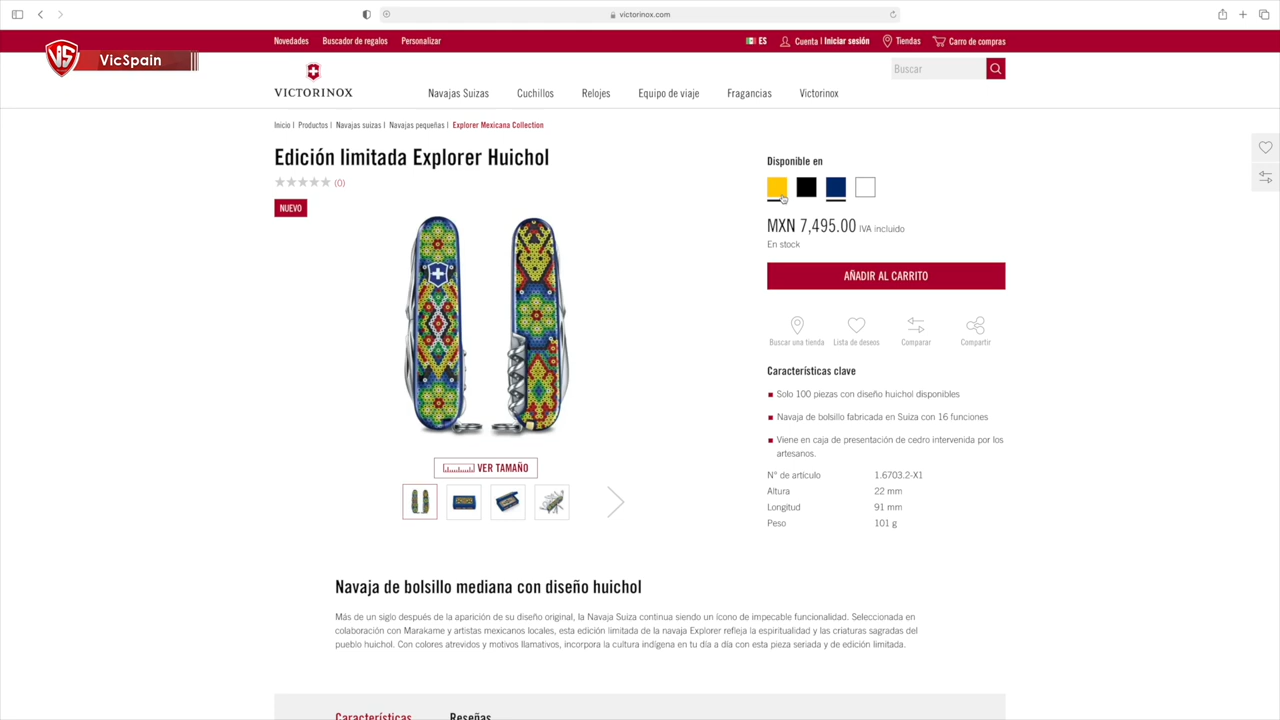 victorinox.com
Novedades Buscador de regalos Personalizar ES Cuenta | Iniciar sesión Tiendas Carro de compras
VS VicSpain
Buscar
VICTORINOX
Navajas Suizas Cuchillos Relojes Equipo de viaje Fragancias Victorinox
Inicio | Productos | Navajas suizas | Navajas pequeñas | Explorer Mexicana Collection
Edición limitada Explorer Huichol
(0)
NUEVO
VER TAMAÑO
Disponible en
MXN 7,495.00 IVA incluido
En stock
AÑADIR AL CARRITO
Buscar una tienda Lista de deseos Comparar Compartir
Características clave
Solo 100 piezas con diseño huichol disponibles
Navaja de bolsillo fabricada en Suiza con 16 funciones
Viene en caja de presentación de cedro intervenida por los
artesanos.
N° de artículo 1.6703.2-X1
Altura 22 mm
Longitud 91 mm
Peso 101 g
Navaja de bolsillo mediana con diseño huichol
Más de un siglo después de la aparición de su diseño original, la Navaja Suiza continua siendo un ícono de impecable funcionalidad. Seleccionada en
colaboración con Marakame y artistas mexicanos locales, esta edición limitada de la navaja Explorer refleja la espiritualidad y las criaturas sagradas del
pueblo huichol. Con colores atrevidos y motivos llamativos, incorpora la cultura indígena en tu día a día con esta pieza seriada y de edición limitada.
Características Reseñas